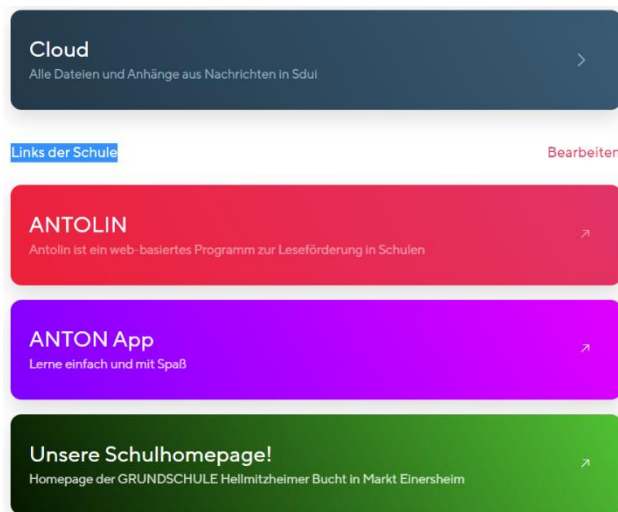 Cloud
Alle Dateien und Anhänge aus Nachrichten in Sdui
Links der Schule
Bearbeiten
ANTOLIN
Antolin ist ein web-basiertes Programm zur Leseförderung in Schulen
ANTON App
Lerne einfach und mit Spaß
Unsere Schulhomepage!
Homepage der GRUNDSCHULE Hellmitzheimer Bucht in Markt Einersheim